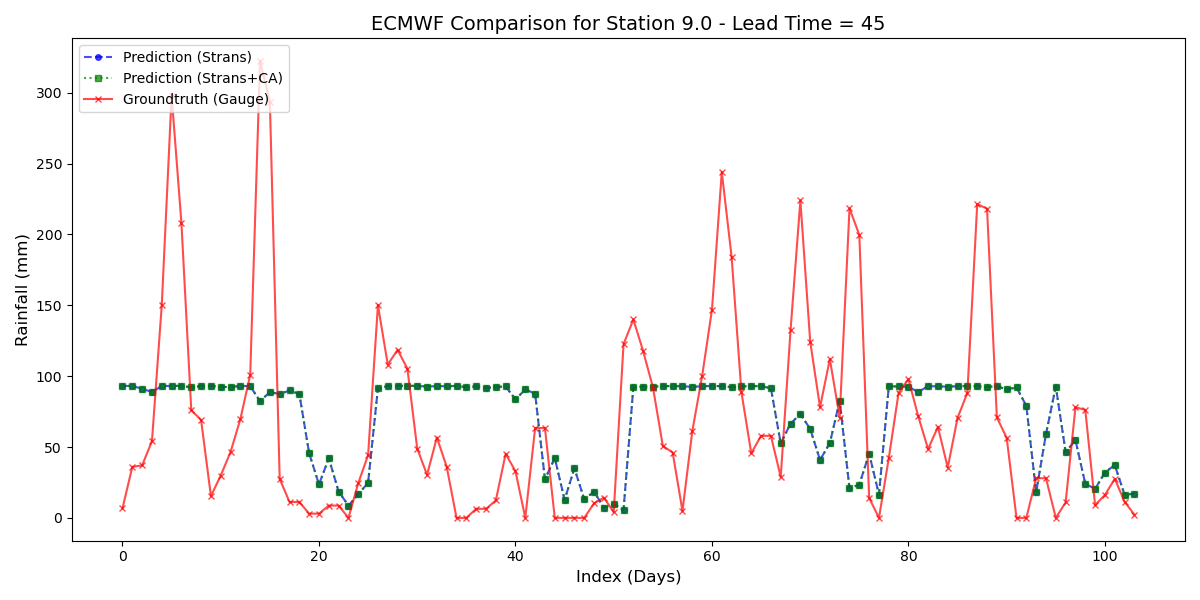 ECMWF Comparison for Station 9.0 - Lead Time = 45
Prediction (Strans)
Prediction (Strans+CA)
Groundtruth (Gauge)
Rainfall (mm)
300
250
200
150
100
50
0
0 20 40 60 80 100
Index (Days)